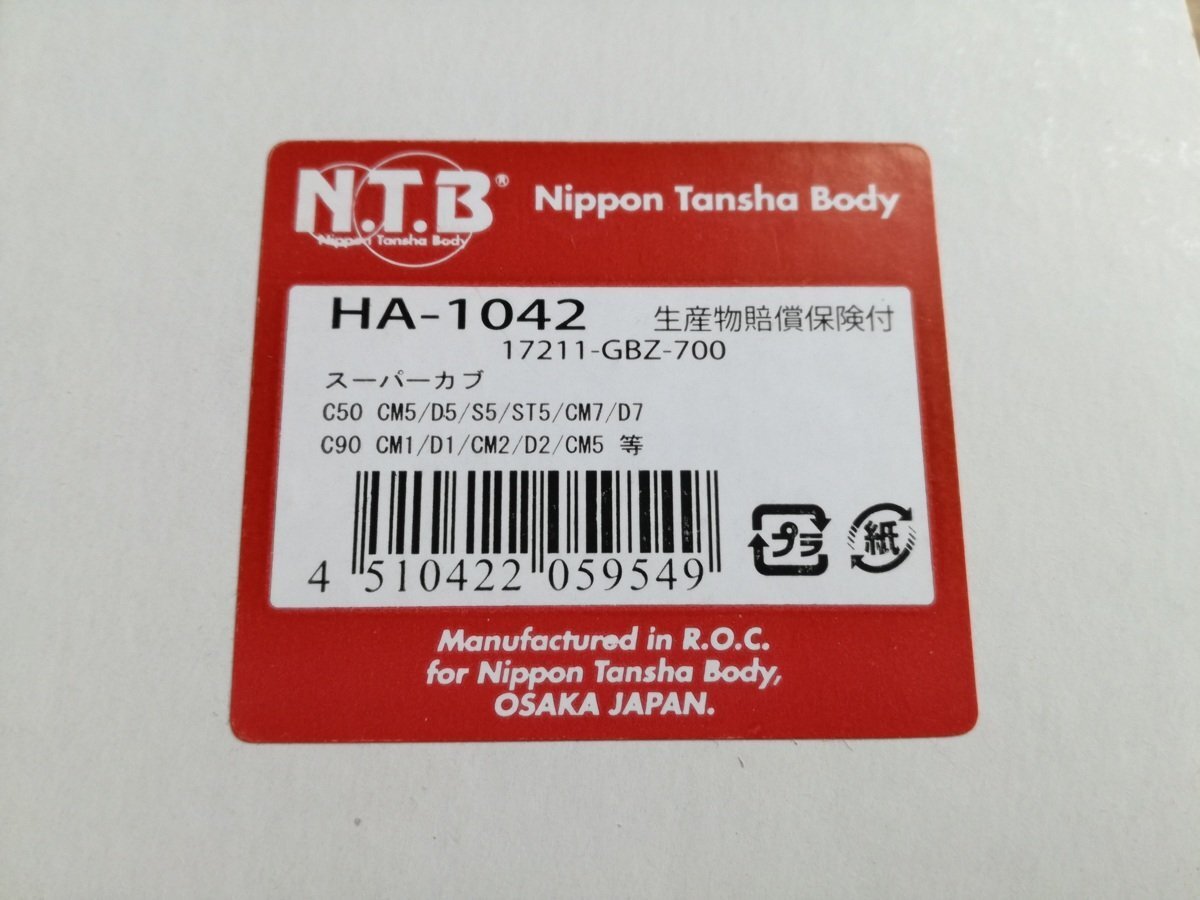 N.T.B®
Nippon Tansha Body
Nippon Tansha Body
HA-1042 生産物賠償保険付
17211-GBZ-700
スーパーカブ
C50 CM5/D5/S5/ST5/CM7/D7
C90 CM1/D1/CM2/D2/CM5 等
4 510422 059549
プラ
紙
Manufactured in R.O.C.
for Nippon Tansha Body,
OSAKA JAPAN.